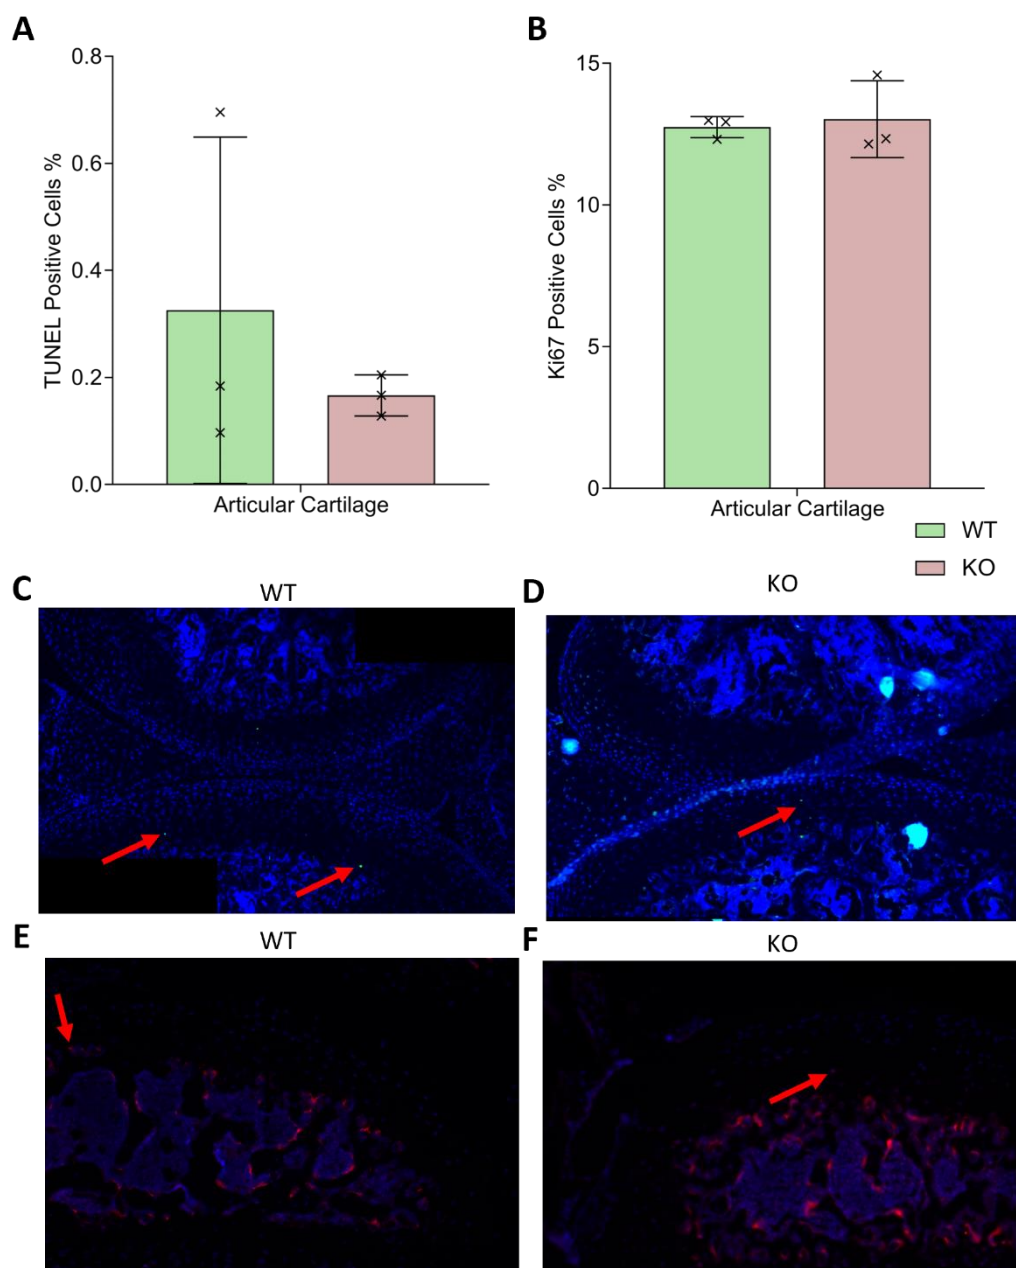 A
B
TUNEL Positive Cells %
0.8
0.6
0.4
0.2
0.0
Articular Cartilage
Ki67 Positive Cells %
15
10
5
0
Articular Cartilage
WT
KO
C
WT
D
KO
E
WT
F
KO